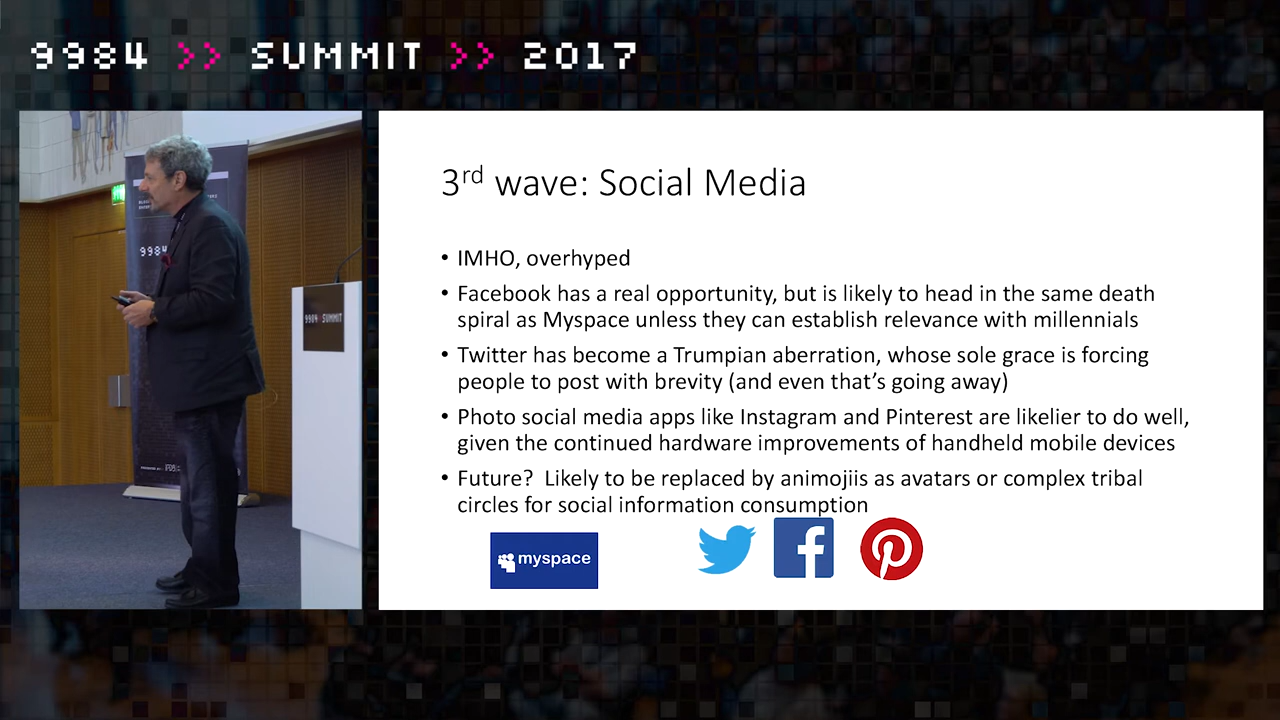 9984 >> SUMMIT >> 2017
9984
9984 SUMMIT
3rd wave: Social Media
• IMHO, overhyped
• Facebook has a real opportunity, but is likely to head in the same death
spiral as Myspace unless they can establish relevance with millennials
• Twitter has become a Trumpian aberration, whose sole grace is forcing
people to post with brevity (and even that's going away)
• Photo social media apps like Instagram and Pinterest are likelier to do well,
given the continued hardware improvements of handheld mobile devices
• Future?  Likely to be replaced by animojiis as avatars or complex tribal
circles for social information consumption
myspace